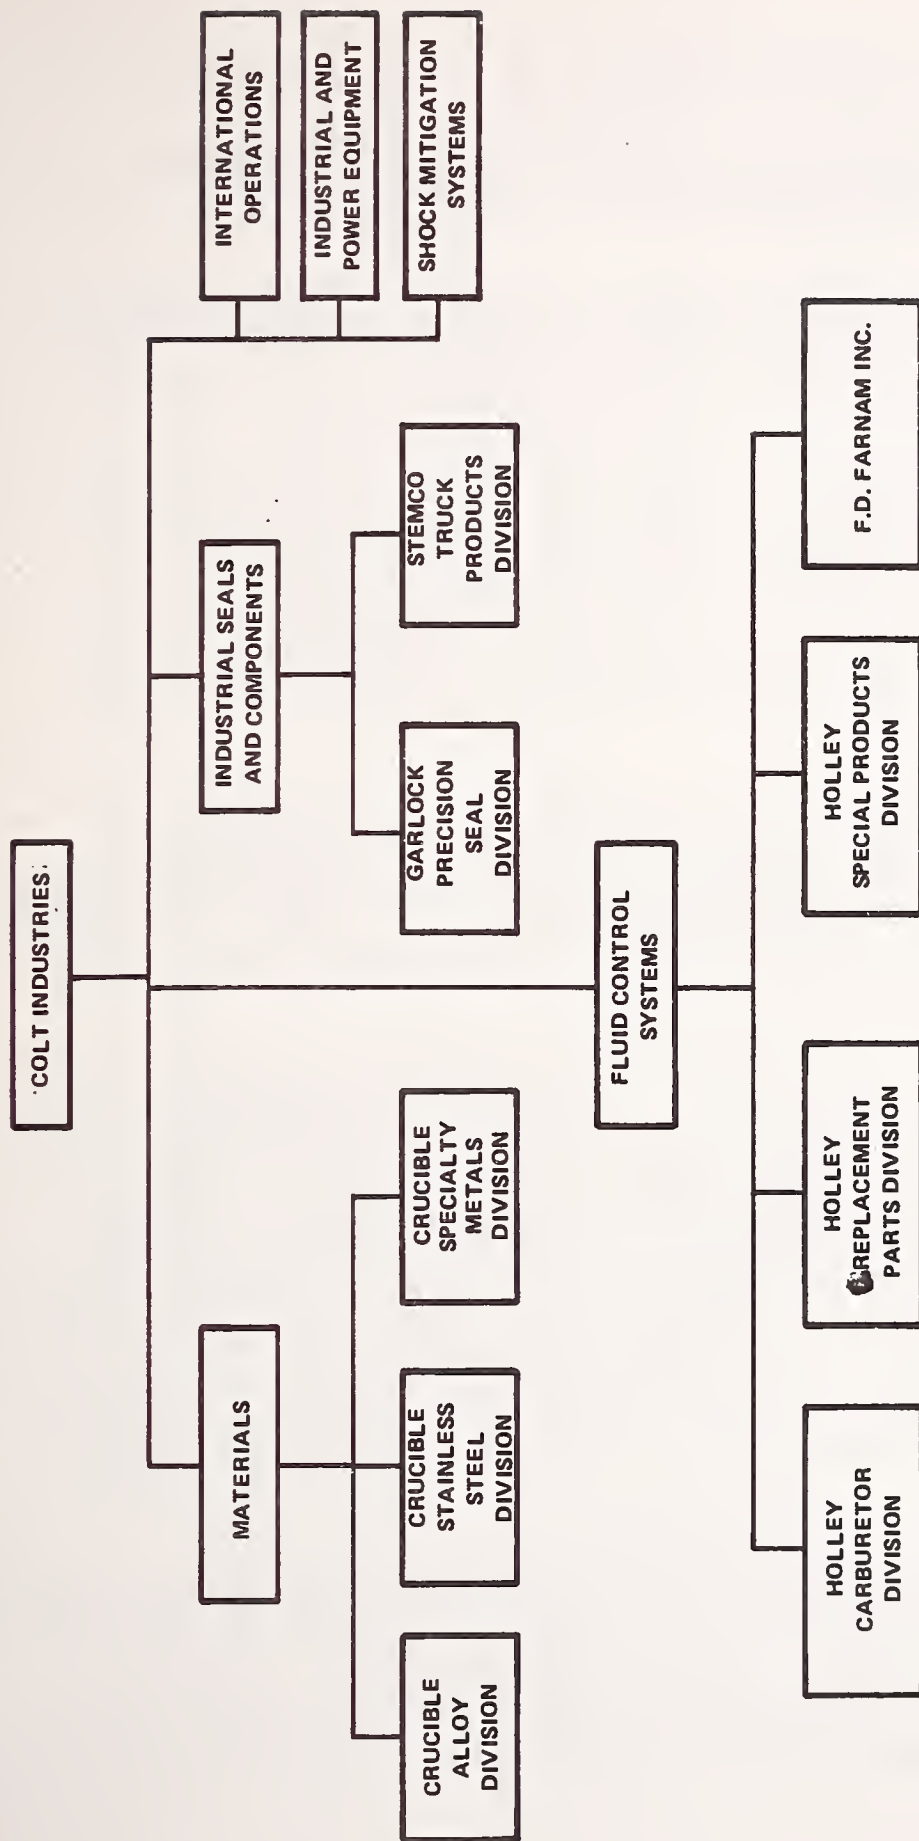 COLT INDUSTRIES
MATERIALS
INDUSTRIAL SEALS
AND COMPONENTS
INTERNATIONAL
OPERATIONS
INDUSTRIAL AND
POWER EQUIPMENT
SHOCK MITIGATION
SYSTEMS
CRUCIBLE
ALLOY
DIVISION
CRUCIBLE
STAINLESS
STEEL
DIVISION
CRUCIBLE
SPECIALTY
METALS
DIVISION
GARLOCK
PRECISION
SEAL
DIVISION
STEMCO
TRUCK
PRODUCTS
DIVISION
FLUID CONTROL
SYSTEMS
HOLLEY
CARBURETOR
DIVISION
HOLLEY
REPLACEMENT
PARTS DIVISION
HOLLEY
SPECIAL PRODUCTS
DIVISION
F.D. FARNAM INC.